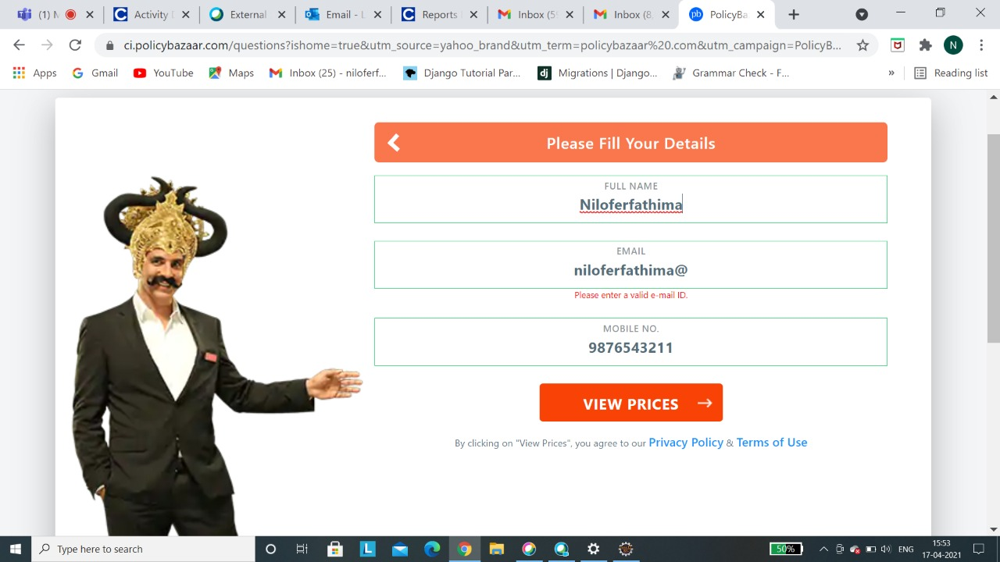 (1) M
Activity
External
Email - L
Reports
Inbox (5
Inbox (8
pb PolicyBa
ci.policybazaar.com/questions?ishome=true&utm_source=yahoo_brand&utm_term=policybazaar%20.com&utm_campaign=PolicyB...
N
Apps
Gmail
YouTube
Maps
Inbox (25) - niloferf...
Django Tutorial Par...
dj Migrations | Django...
Grammar Check - F...
»
Reading list
Please Fill Your Details
FULL NAME
Niloferfathima
EMAIL
niloferfathima@
Please enter a valid e-mail ID.
MOBILE NO.
9876543211
VIEW PRICES
By clicking on "View Prices", you agree to our Privacy Policy & Terms of Use
Type here to search
L
50%
ENG
15:53
17-04-2021